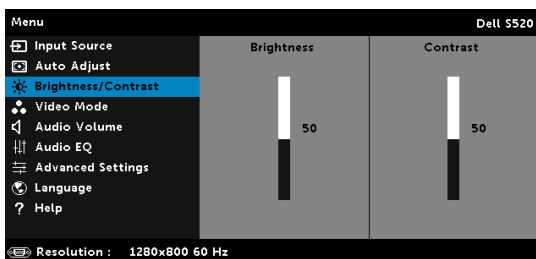 Menu Dell S520
Input Source
Auto Adjust
Brightness/Contrast
Video Mode
Audio Volume
Audio EQ
Advanced Settings
Language
? Help
Brightness
50
Contrast
50
Resolution : 1280x800 60 Hz